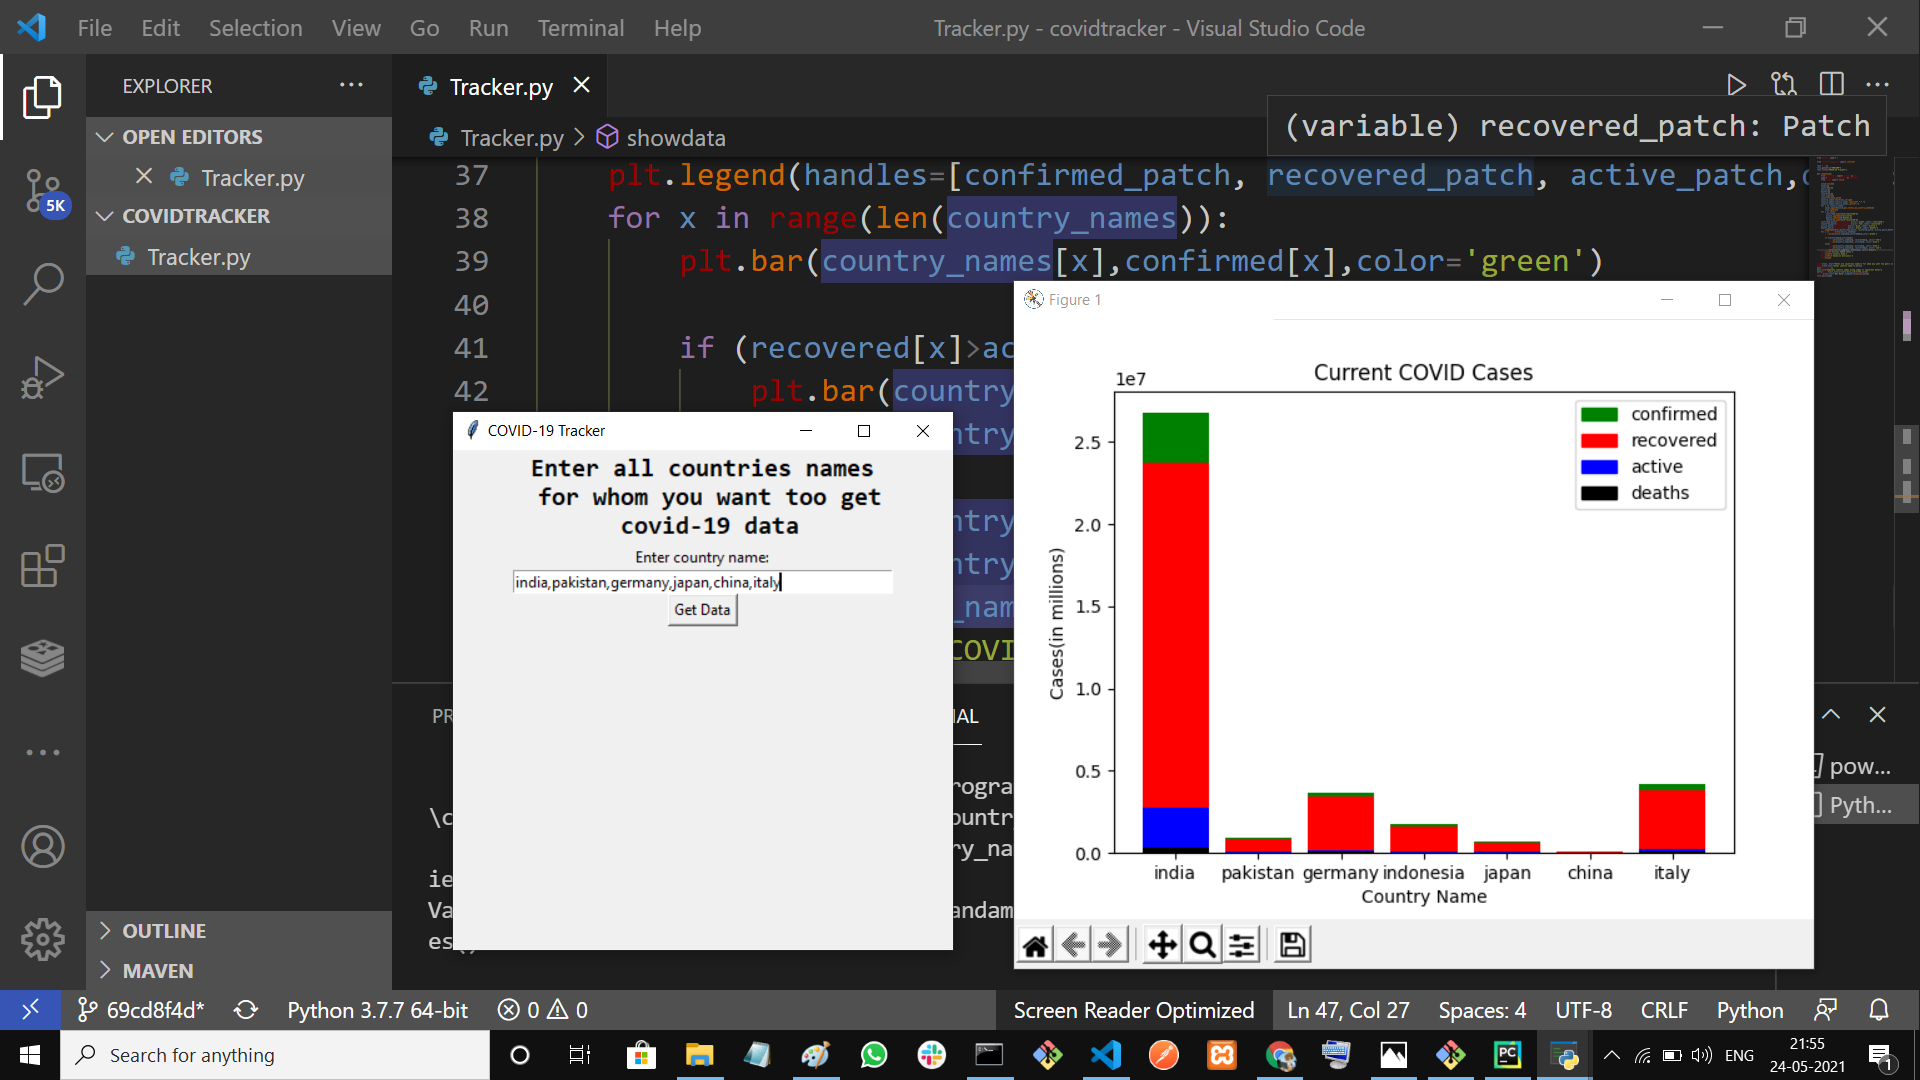 File Edit Selection View Go Run Terminal Help
Tracker.py - covidtracker - Visual Studio Code
EXPLORER
Tracker.py
(variable) recovered_patch: Patch
OPEN EDITORS
Tracker.py > showdata
Tracker.py
COVIDTRACKER
Tracker.py
5K
37 plt.legend(handles=[confirmed_patch, recovered_patch, active_patch,
38 for x in range(len(country_names)):
39 plt.bar(country_names[x],confirmed[x],color='green')
40
41 if (recovered[x]>ac
42 plt.bar(country
ntry
ntry
ntry
_nam
COVI
COVID-19 Tracker
Enter all countries names
for whom you want too get
covid-19 data
Enter country name:
india,pakistan,germany,japan,china,italy
Get Data
Figure 1
Current COVID Cases
1e7
confirmed
recovered
active
deaths
2.5
2.0
1.5
1.0
0.5
0.0
Cases(in millions)
india pakistan germany indonesia japan china italy
Country Name
PR
AL
rogra
\c
ountr
ry_na
ie
Va
andam
es
pow...
Pyth...
OUTLINE
MAVEN
69cd8f4d* Python 3.7.7 64-bit 0 0
Screen Reader Optimized Ln 47, Col 27 Spaces: 4 UTF-8 CRLF Python
Search for anything
PC
ENG
21:55
24-05-2021
1